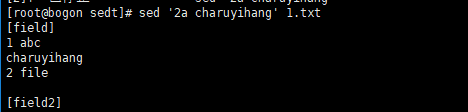 [root@bogon sedt]# sed '2a charuyihang' 1.txt
[field]
1 abc
charuyihang
2 file
[field2]